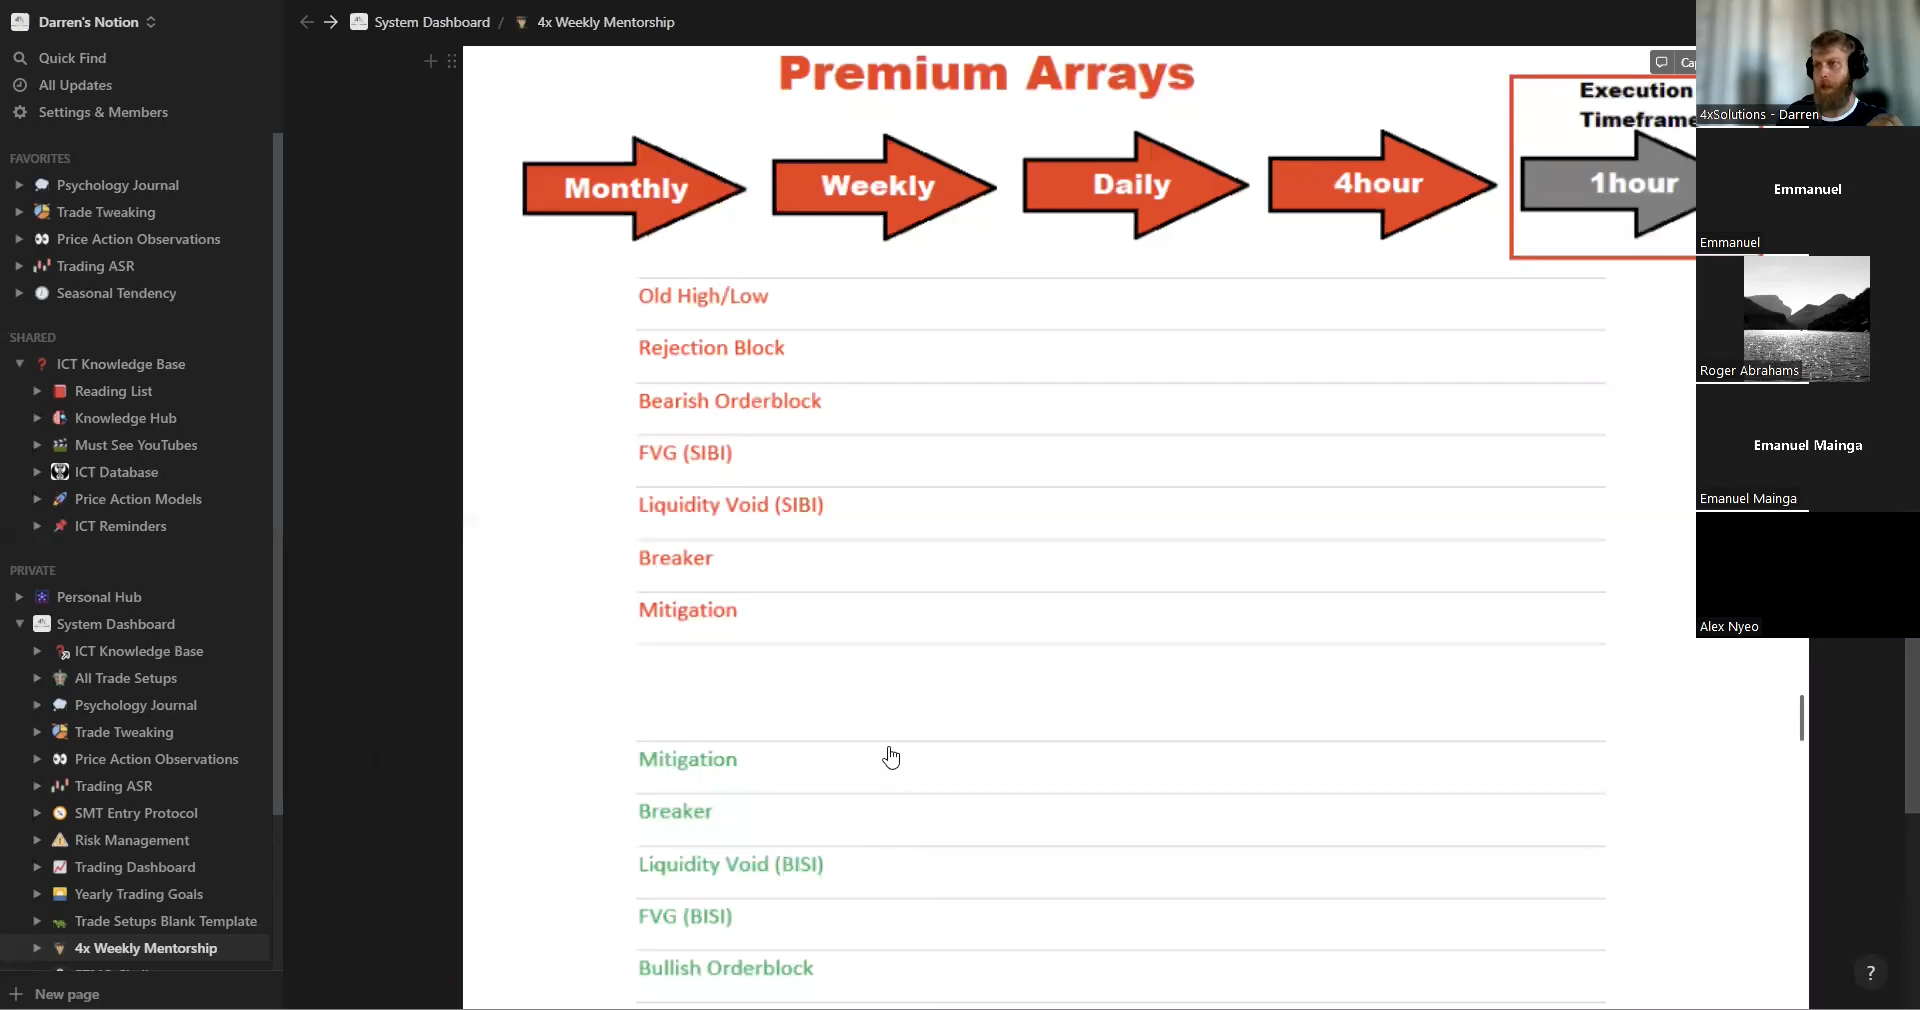 Darren's Notion
System Dashboard / 4x Weekly Mentorship
Quick Find
All Updates
Settings & Members
FAVORITES
Psychology Journal
Trade Tweaking
Price Action Observations
Trading ASR
Seasonal Tendency
SHARED
ICT Knowledge Base
Reading List
Knowledge Hub
Must See YouTubes
ICT Database
Price Action Models
ICT Reminders
PRIVATE
Personal Hub
System Dashboard
ICT Knowledge Base
All Trade Setups
Psychology Journal
Trade Tweaking
Price Action Observations
Trading ASR
SMT Entry Protocol
Risk Management
Trading Dashboard
Yearly Trading Goals
Trade Setups Blank Template
4x Weekly Mentorship
New page
Premium Arrays
Execution
Timeframe
Monthly
Weekly
Daily
4hour
1hour
Old High/Low
Rejection Block
Bearish Orderblock
FVG (SIBI)
Liquidity Void (SIBI)
Breaker
Mitigation
Mitigation
Breaker
Liquidity Void (BISI)
FVG (BISI)
Bullish Orderblock
4xSolutions - Darren
Emmanuel
Emmanuel
Roger Abrahams
Emanuel Mainga
Emanuel Mainga
Alex Nyeo
?